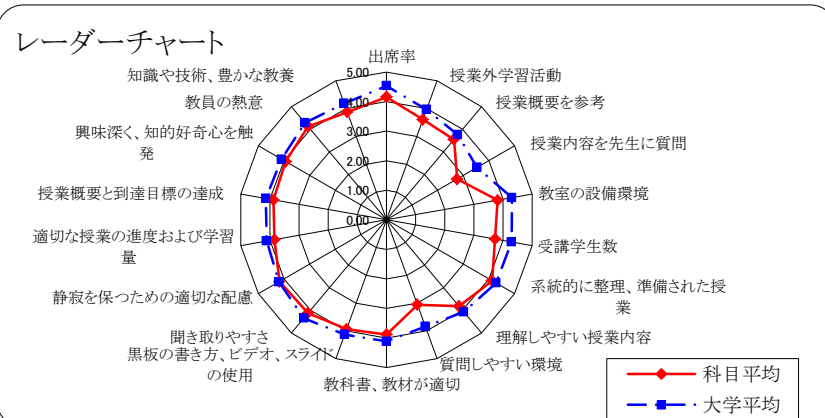 レーダーチャート
出席率
授業外学習活動
授業概要を参考
授業内容を先生に質問
教室の設備環境
受講学生数
系統的に整理、準備された授
業
理解しやすい授業内容
質問しやすい環境
教科書、教材が適切
黒板の書き方、ビデオ、スライド
の使用
聞き取りやすさ
静寂を保つための適切な配慮
適切な授業の進度および学習
量
授業概要と到達目標の達成
興味深く、知的好奇心を触
発
教員の熱意
知識や技術、豊かな教養
5.00
4.00
3.00
2.00
1.00
0.00
科目平均
大学平均